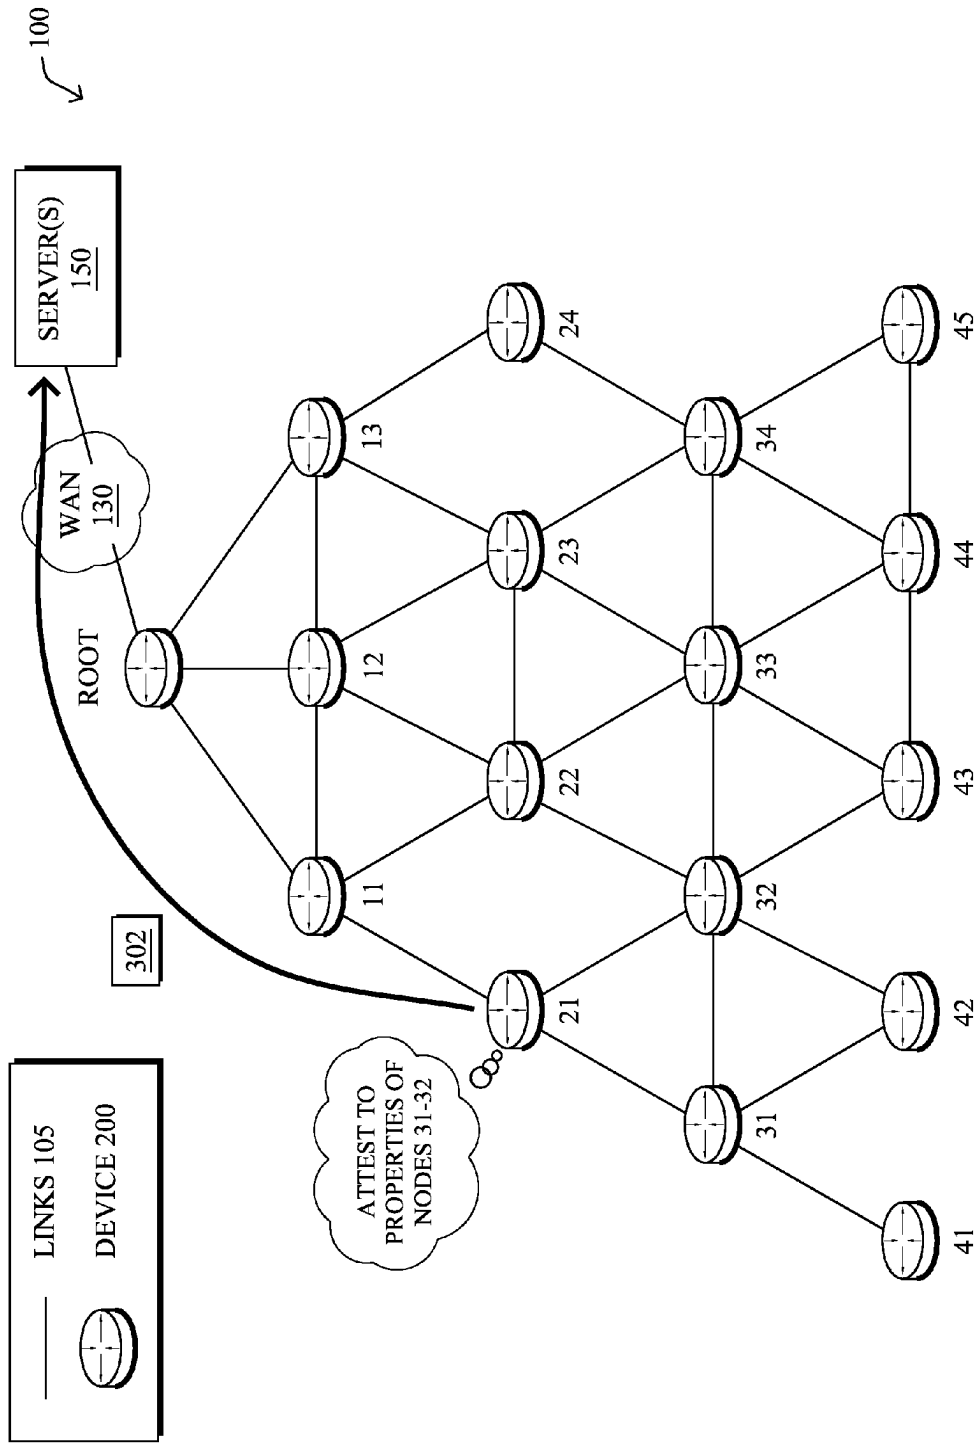 LINKS 105
DEVICE 200
302
ATTEST TO
PROPERTIES OF
NODES 31-32
ROOT
WAN
130
SERVER(S)
150
100
11
12
13
21
22
23
24
31
32
33
34
41
42
43
44
45